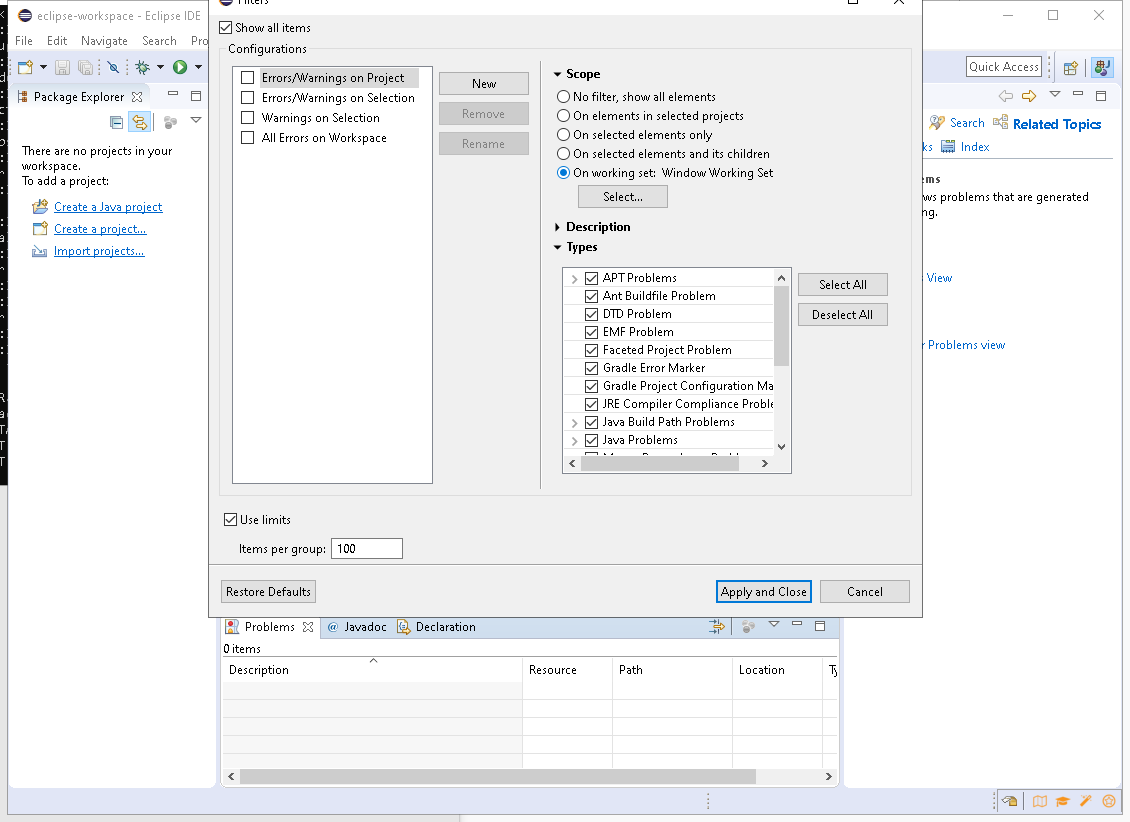 eclipse-workspace - Eclipse IDE
Filters
File Edit Navigate Search Pro
Quick Access
Package Explorer
There are no projects in your
workspace.
To add a project:
Create a Java project
Create a project...
Import projects...
Show all items
Configurations
Errors/Warnings on Project
Errors/Warnings on Selection
Warnings on Selection
All Errors on Workspace
New
Remove
Rename
Scope
No filter, show all elements
On elements in selected projects
On selected elements only
On selected elements and its children
On working set: Window Working Set
Select...
Description
Types
APT Problems
Ant Buildfile Problem
DTD Problem
EMF Problem
Faceted Project Problem
Gradle Error Marker
Gradle Project Configuration Ma
JRE Compiler Compliance Proble
Java Build Path Problems
Java Problems
Select All
Deselect All
Use limits
Items per group: 100
Restore Defaults
Apply and Close
Cancel
Search Related Topics
ks Index
ems
ws problems that are generated
ng.
View
r Problems view
Problems @ Javadoc Declaration
0 items
Description Resource Path Location Ty